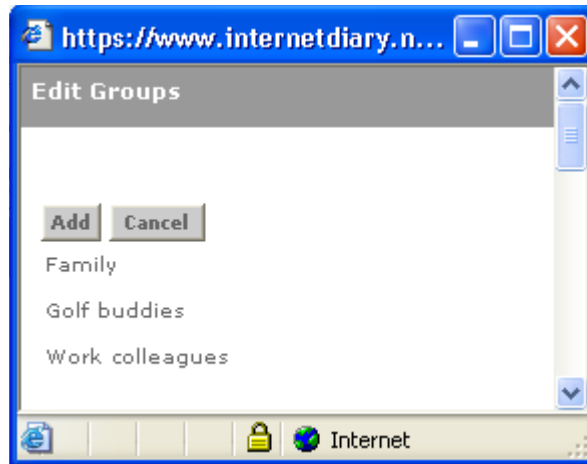 https://www.internetdiary.n...
Edit Groups
Add Cancel
Family
Golf buddies
Work colleagues
Internet